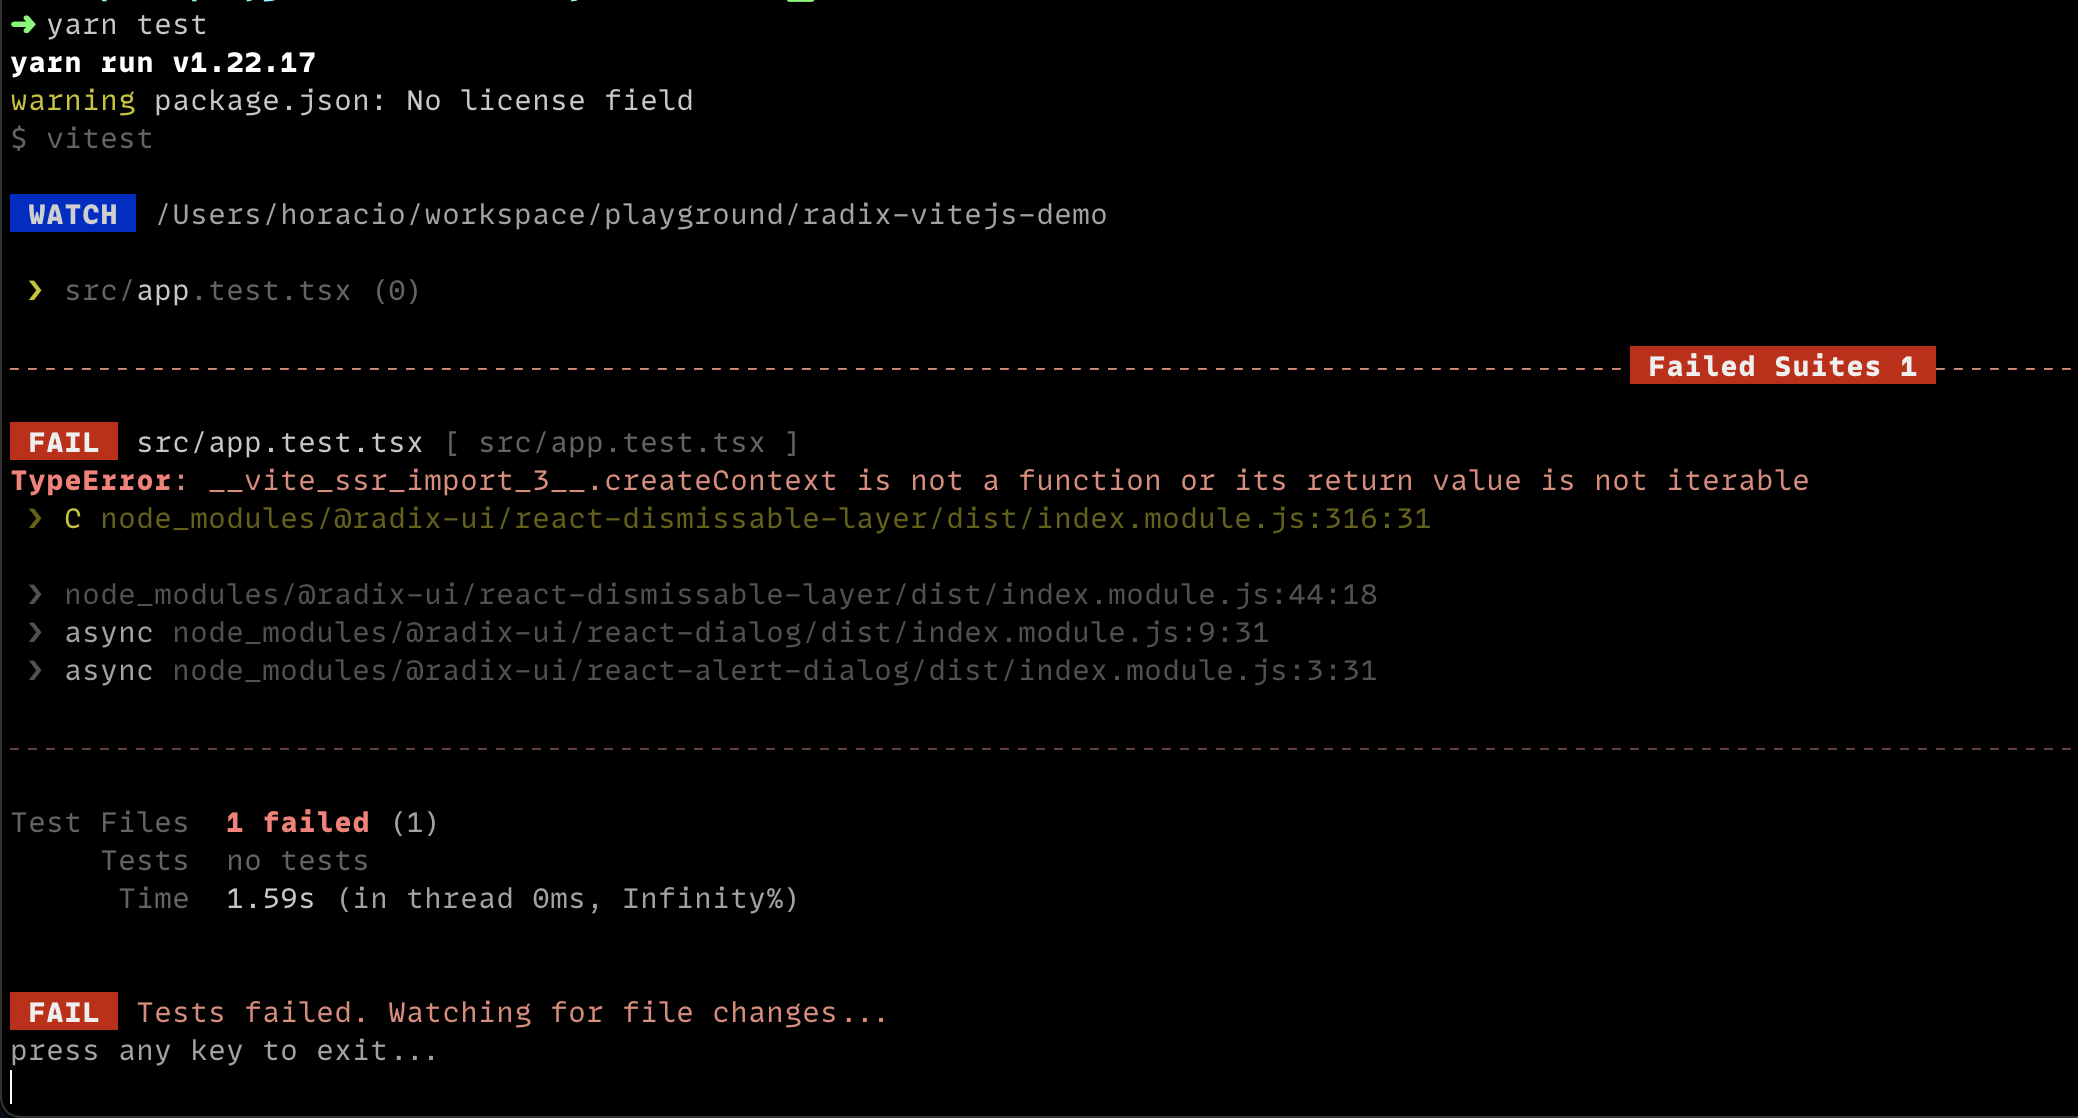 ➜ yarn test
yarn run v1.22.17
warning package.json: No license field
$ vitest
WATCH /Users/horacio/workspace/playground/radix-vitejs-demo
❯ src/app.test.tsx (0)
Failed Suites 1
FAIL src/app.test.tsx [ src/app.test.tsx ]
TypeError: __vite_ssr_import_3__.createContext is not a function or its return value is not iterable
❯ C node_modules/@radix-ui/react-dismissable-layer/dist/index.module.js:316:31
❯ node_modules/@radix-ui/react-dismissable-layer/dist/index.module.js:44:18
❯ async node_modules/@radix-ui/react-dialog/dist/index.module.js:9:31
❯ async node_modules/@radix-ui/react-alert-dialog/dist/index.module.js:3:31
Test Files 1 failed (1)
Tests no tests
Time 1.59s (in thread 0ms, Infinity%)
FAIL Tests failed. Watching for file changes...
press any key to exit...